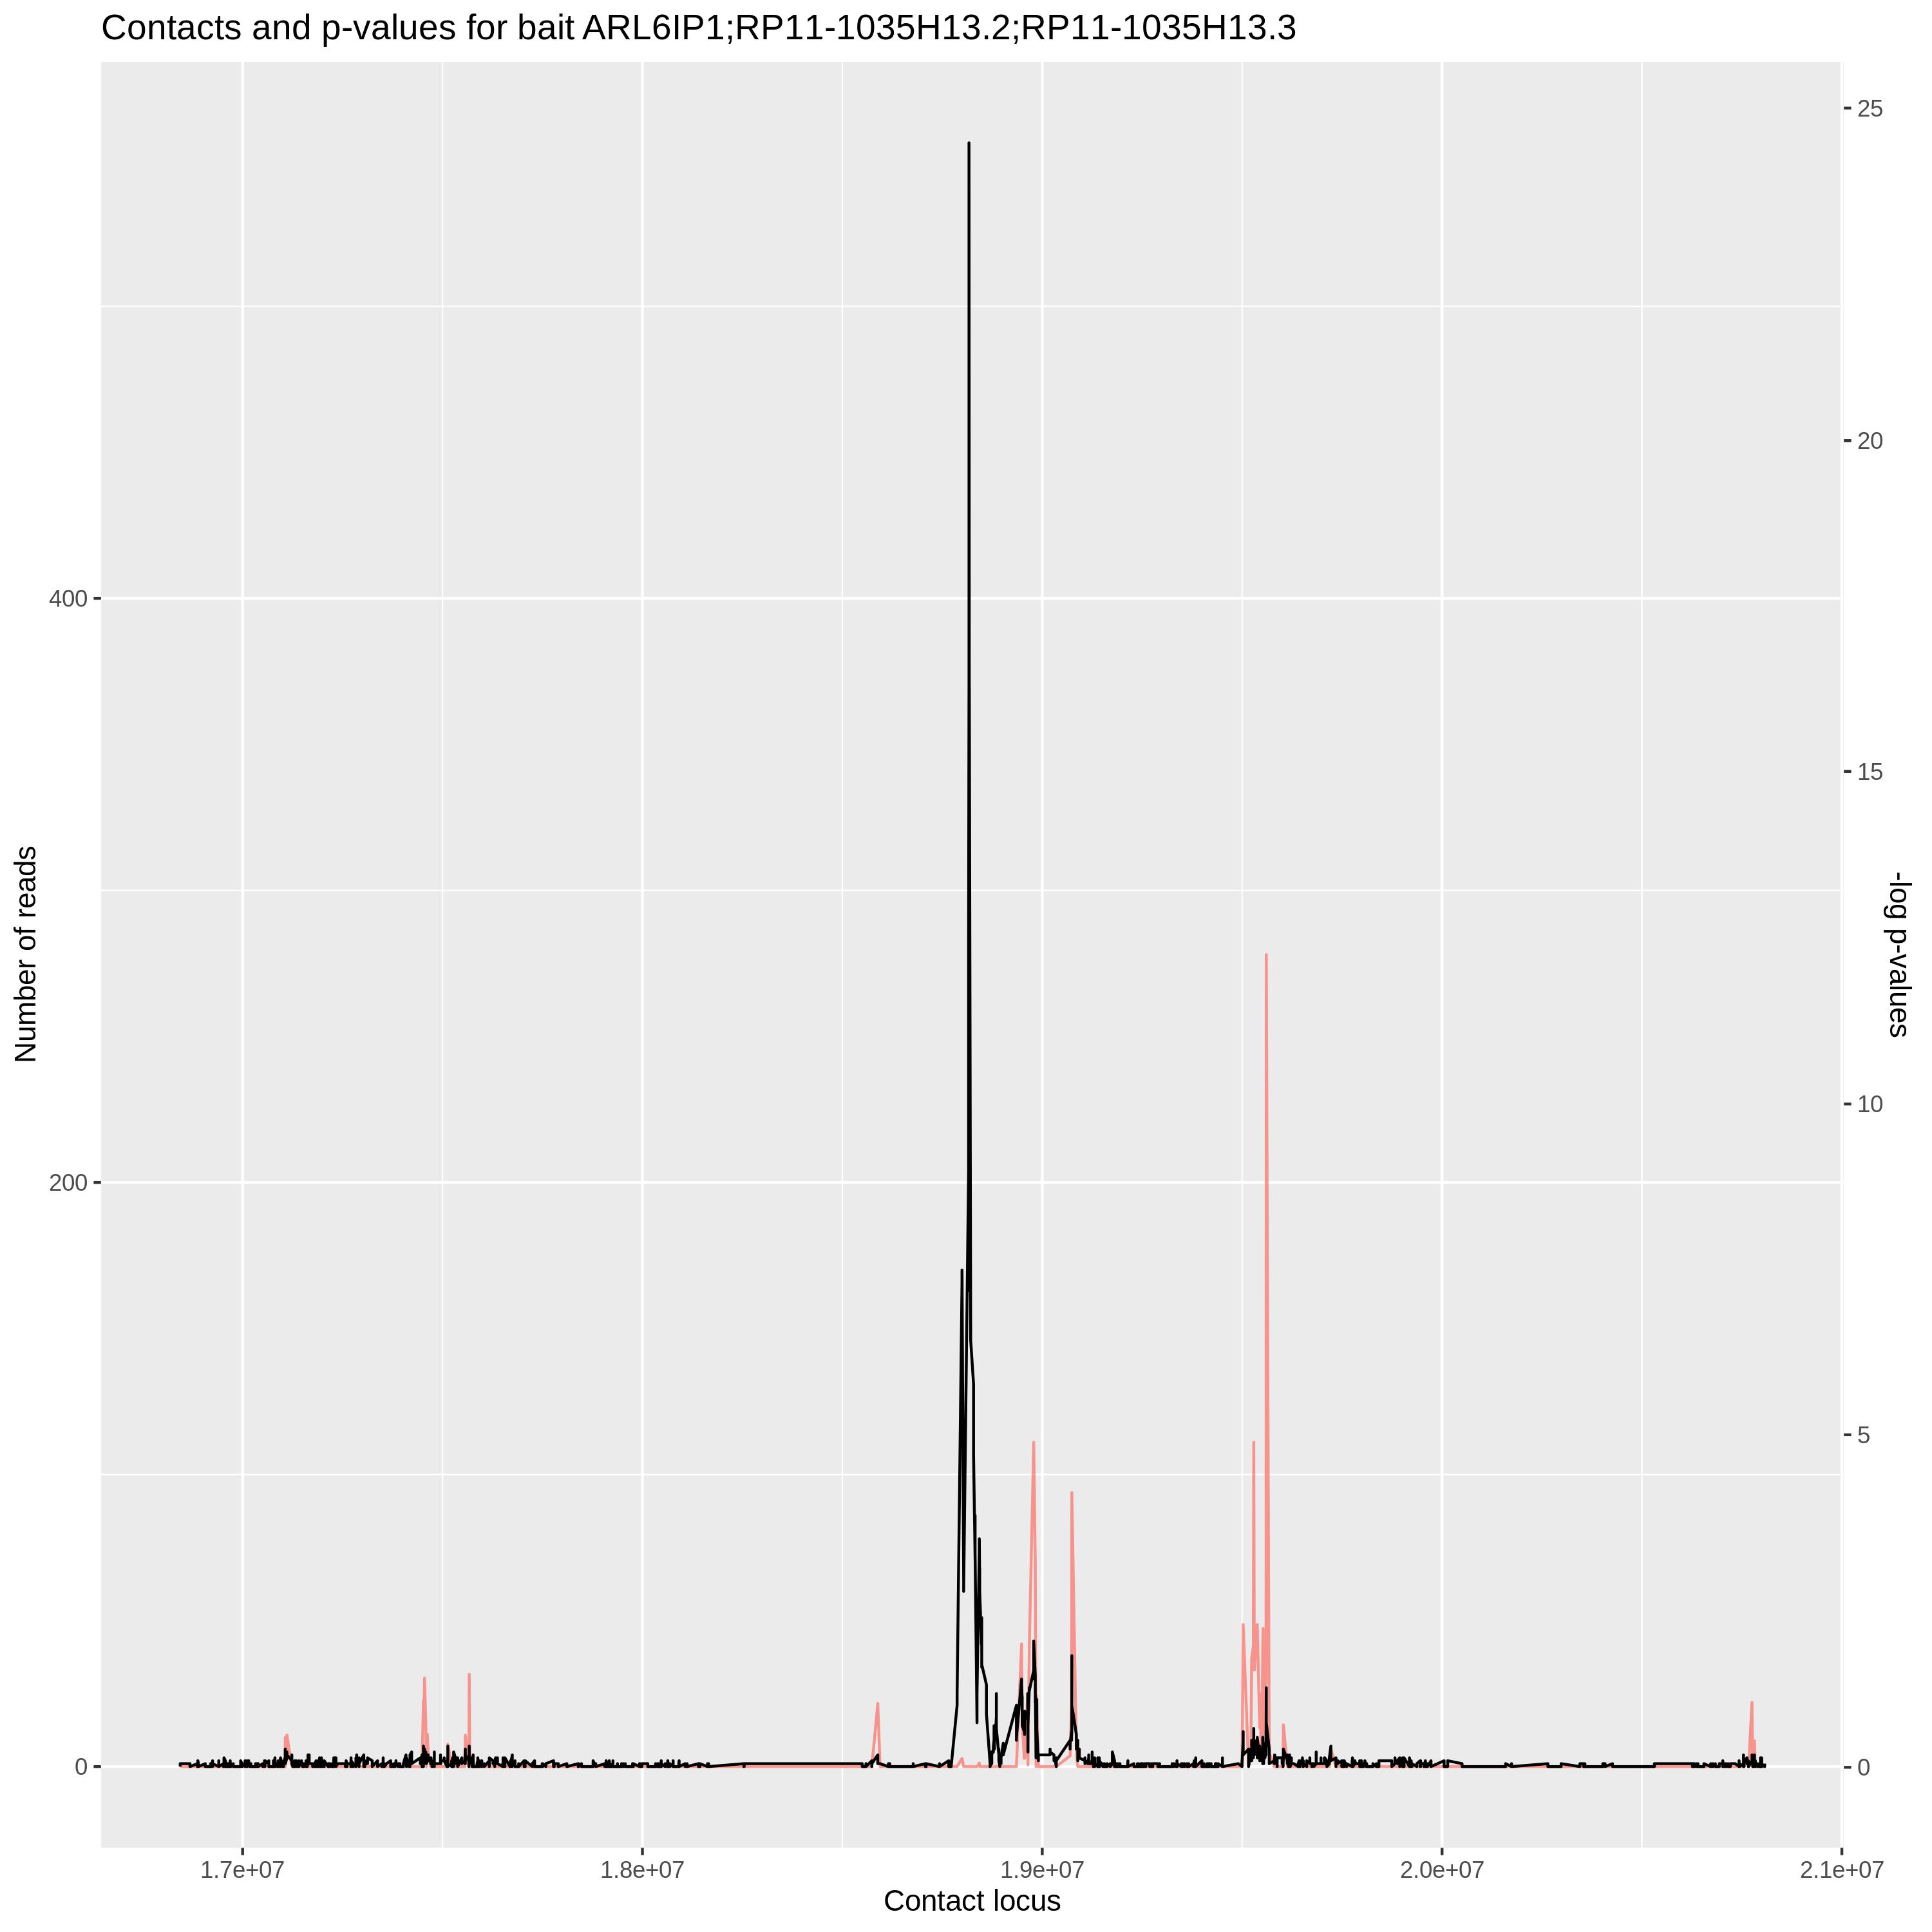 Contacts and p-values for bait ARL6IP1;RP11-1035H13.2;RP11-1035H13.3
25
20
400
15
Number of reads
-log p-values
10
200
5
0
0
1.7e+07
1.8e+07
1.9e+07
2.0e+07
2.1e+07
Contact locus